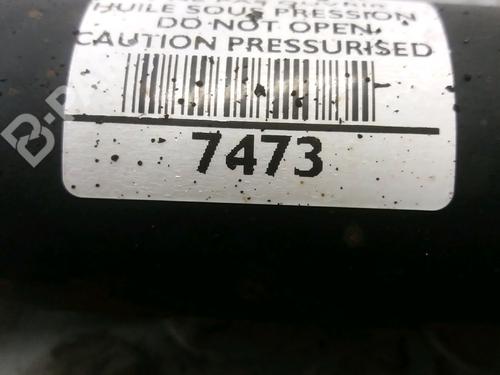 HUILE SOUS PRESSION
DO NOT OPEN
CAUTION PRESSURISED
7473